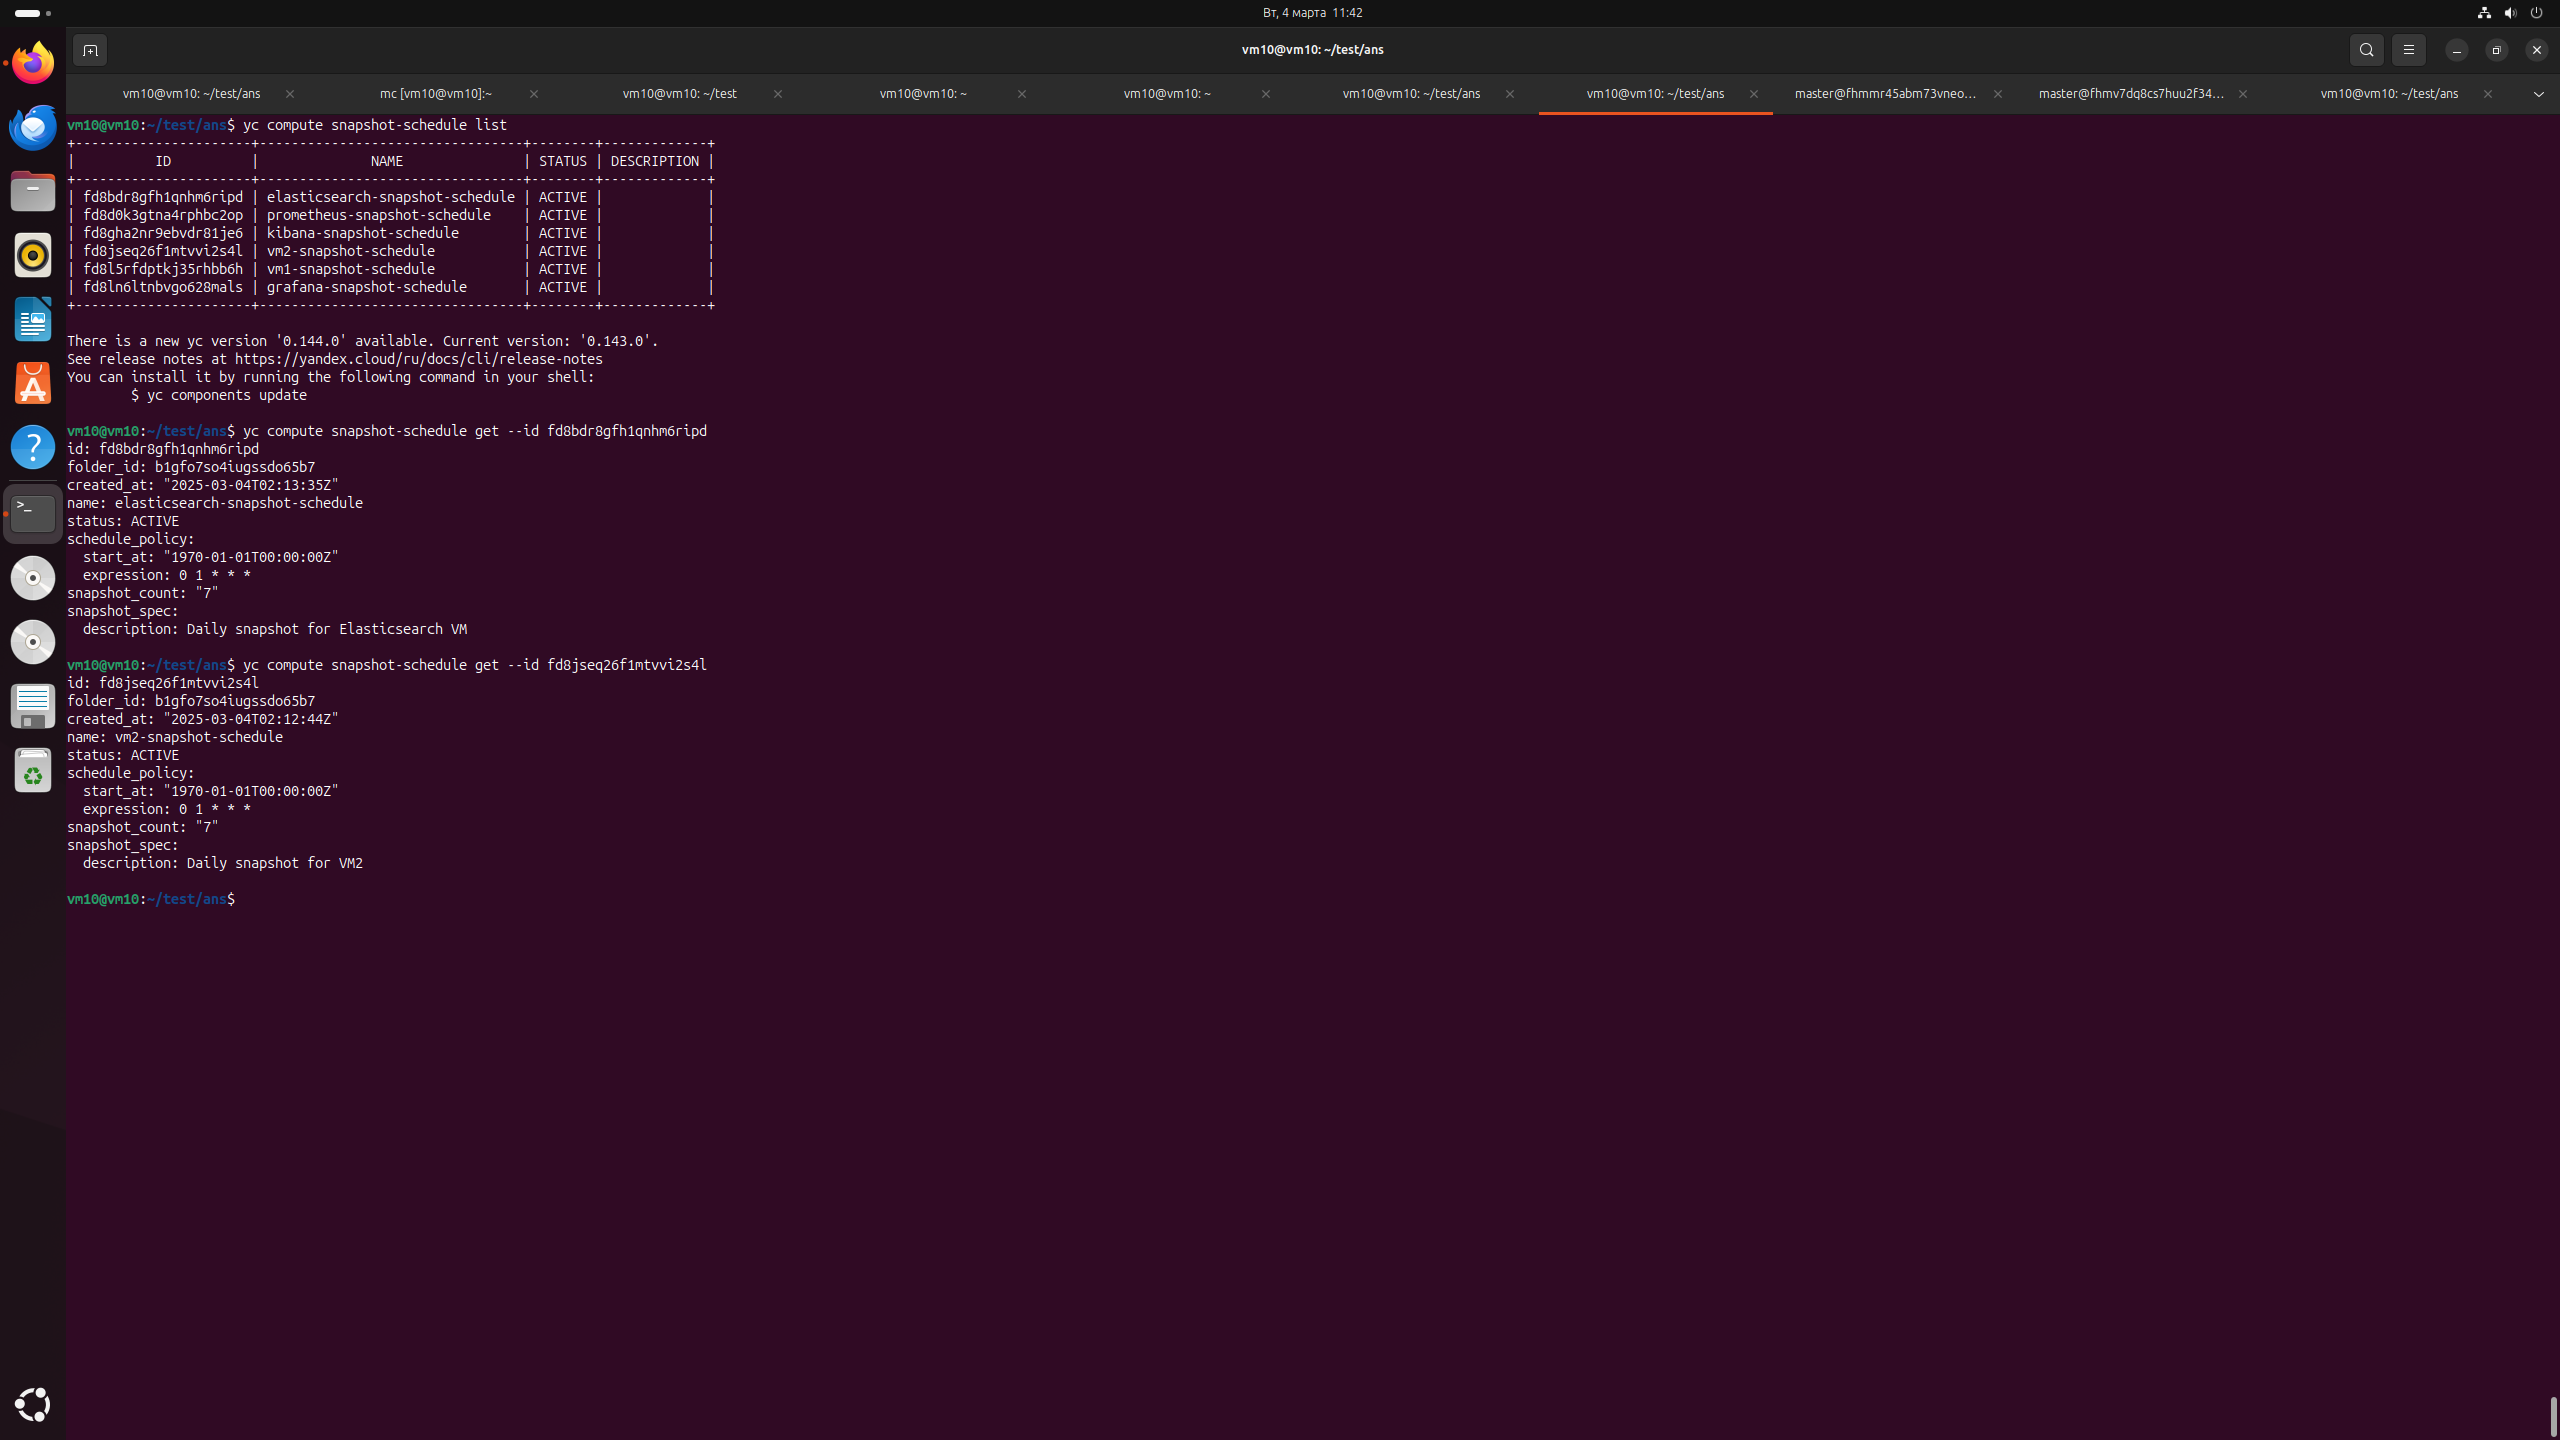 Вт, 4 марта 11:42
vm10@vm10: ~/test/ans
vm10@vm10: ~/test/ans
mc [vm10@vm10]:~
vm10@vm10: ~/test
vm10@vm10: ~
vm10@vm10: ~
vm10@vm10: ~/test/ans
vm10@vm10: ~/test/ans
master@fhmmr45abm73vneo...
master@fhmv7dq8cs7huu2f34...
vm10@vm10: ~/test/ans
vm10@vm10:~/test/ans$ yc compute snapshot-schedule list
+----------------------+---------------------------------+--------+-------------+
|          ID          |              NAME               | STATUS | DESCRIPTION |
+----------------------+---------------------------------+--------+-------------+
| fd8bdr8gfh1qnhm6ripd | elasticsearch-snapshot-schedule | ACTIVE |             |
| fd8d0k3gtna4rphbc2op | prometheus-snapshot-schedule    | ACTIVE |             |
| fd8gha2nr9ebvdr81je6 | kibana-snapshot-schedule        | ACTIVE |             |
| fd8jseq26f1mtvvi2s4l | vm2-snapshot-schedule           | ACTIVE |             |
| fd8l5rfdptkj35rhbb6h | vm1-snapshot-schedule           | ACTIVE |             |
| fd8ln6ltnbvgo628mals | grafana-snapshot-schedule       | ACTIVE |             |
+----------------------+---------------------------------+--------+-------------+
There is a new yc version '0.144.0' available. Current version: '0.143.0'.
See release notes at https://yandex.cloud/ru/docs/cli/release-notes
You can install it by running the following command in your shell:
        $ yc components update
vm10@vm10:~/test/ans$ yc compute snapshot-schedule get --id fd8bdr8gfh1qnhm6ripd
id: fd8bdr8gfh1qnhm6ripd
folder_id: b1gfo7so4iugssdo65b7
created_at: "2025-03-04T02:13:35Z"
name: elasticsearch-snapshot-schedule
status: ACTIVE
schedule_policy:
  start_at: "1970-01-01T00:00:00Z"
  expression: 0 1 * * *
snapshot_count: "7"
snapshot_spec:
  description: Daily snapshot for Elasticsearch VM
vm10@vm10:~/test/ans$ yc compute snapshot-schedule get --id fd8jseq26f1mtvvi2s4l
id: fd8jseq26f1mtvvi2s4l
folder_id: b1gfo7so4iugssdo65b7
created_at: "2025-03-04T02:12:44Z"
name: vm2-snapshot-schedule
status: ACTIVE
schedule_policy:
  start_at: "1970-01-01T00:00:00Z"
  expression: 0 1 * * *
snapshot_count: "7"
snapshot_spec:
  description: Daily snapshot for VM2
vm10@vm10:~/test/ans$